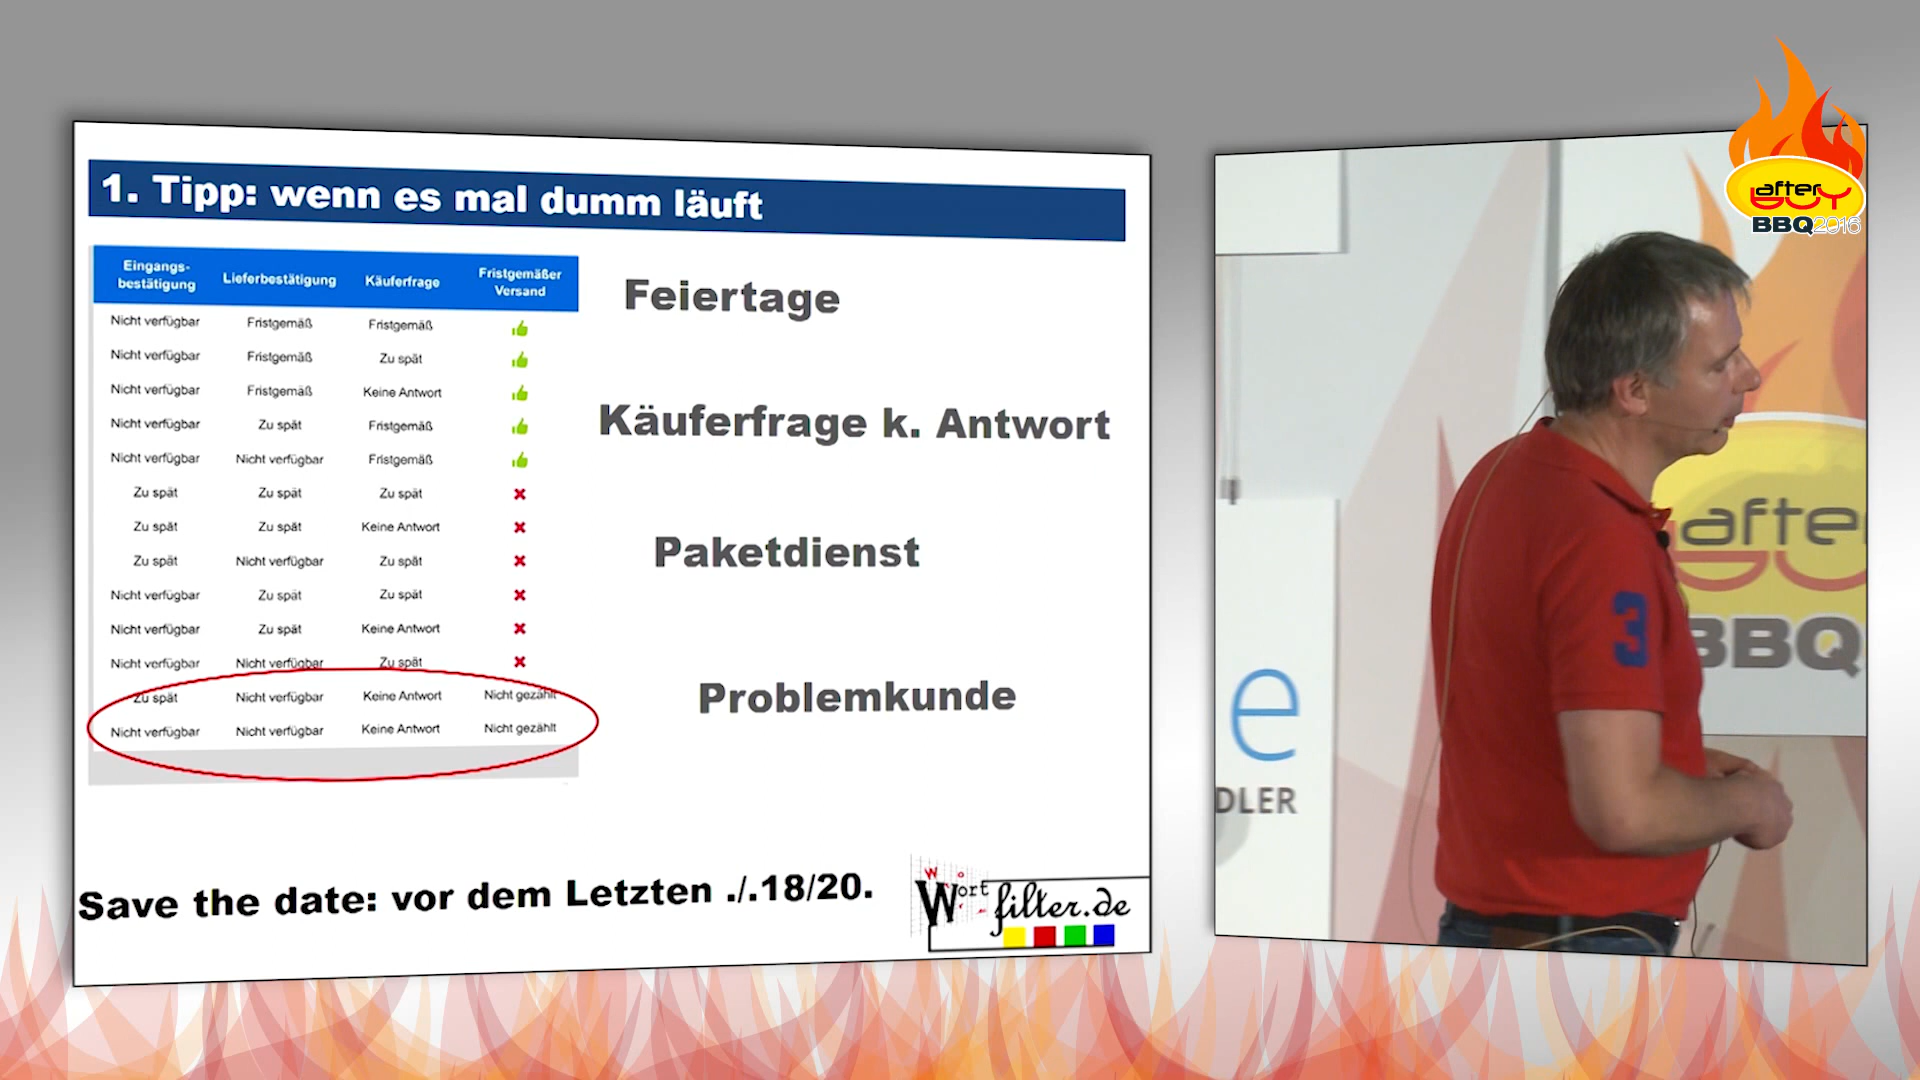 1. Tipp: wenn es mal dumm läuft
Eingangs-
bestätigung
Lieferbestätigung
Käuferfrage
Fristgemäßer
Versand
Nicht verfügbar Fristgemäß Fristgemäß
Nicht verfügbar Fristgemäß Zu spät
Nicht verfügbar Fristgemäß Keine Antwort
Nicht verfügbar Zu spät Fristgemäß
Nicht verfügbar Nicht verfügbar Fristgemäß
Zu spät Zu spät Zu spät
Zu spät Zu spät Keine Antwort
Zu spät Nicht verfügbar Zu spät
Nicht verfügbar Zu spät Zu spät
Nicht verfügbar Zu spät Keine Antwort
Nicht verfügbar Nicht verfügbar Zu spät
Zu spät Nicht verfügbar Keine Antwort Nicht gezählt
Nicht verfügbar Nicht verfügbar Keine Antwort Nicht gezählt
Feiertage
Käuferfrage k. Antwort
Paketdienst
Problemkunde
Save the date: vor dem Letzten ./.18/20.
Wortfilter.de
after
buy
BBQ2016
afte
BBQ
e
DLER
3